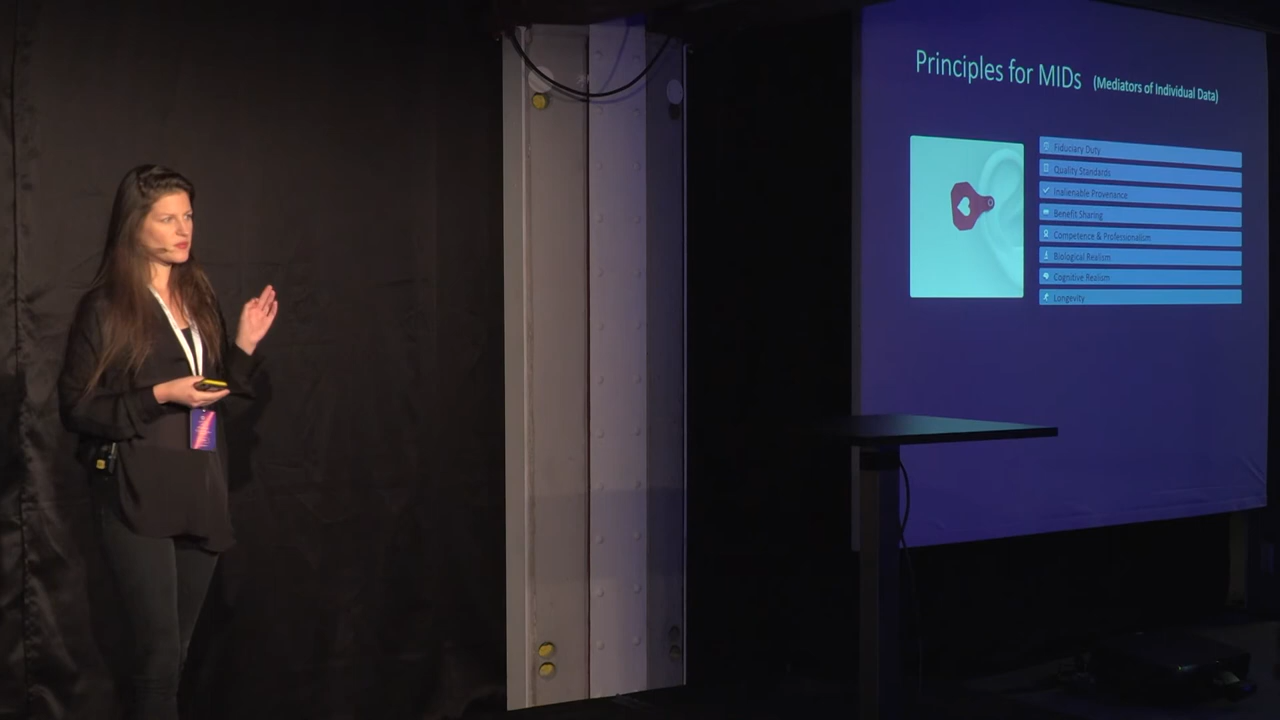 Principles for MIDs (Mediators of Individual Data)
Fiduciary Duty
Quality Standards
Inalienable Provenance
Benefit Sharing
Competence & Professionalism
Biological Realism
Cognitive Realism
Longevity